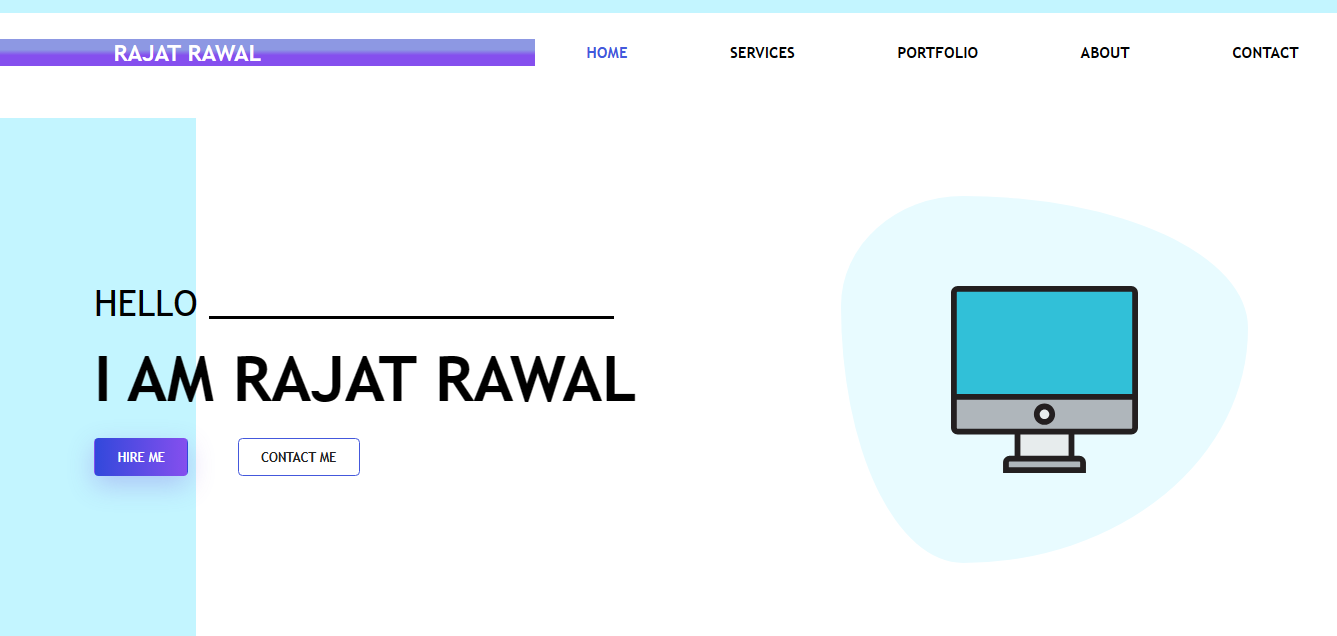 RAJAT RAWAL HOME SERVICES PORTFOLIO ABOUT CONTACT
HELLO
I AM RAJAT RAWAL
HIRE ME CONTACT ME